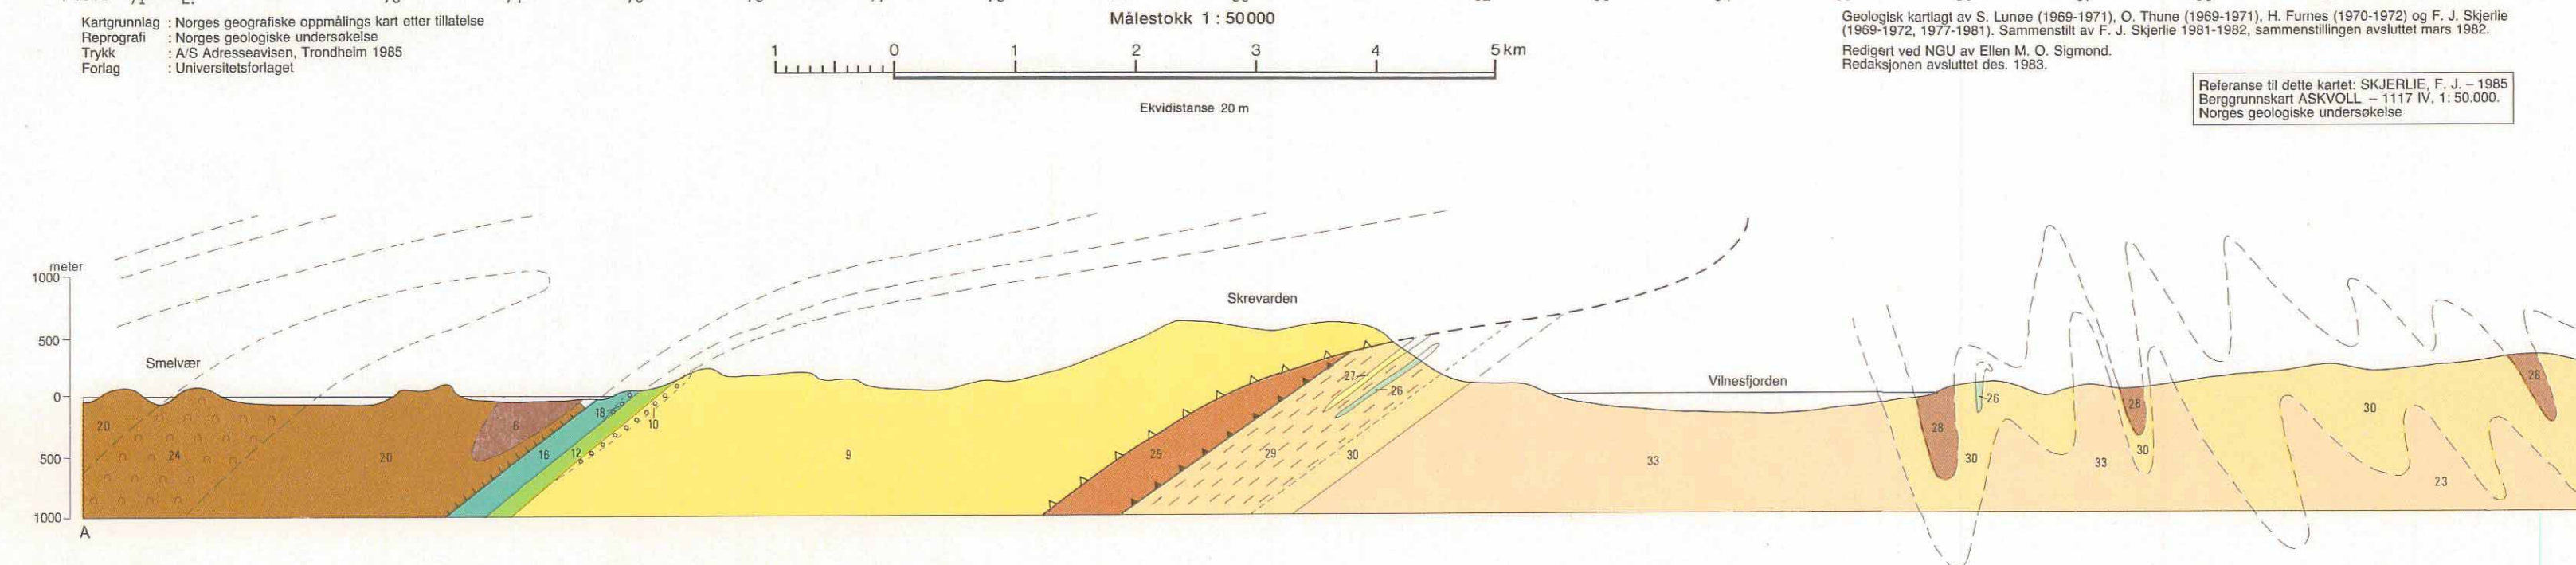 Kartgrunnlag : Norges geografiske oppmålings kart etter tillatelse
Reprografi : Norges geologiske undersøkelse
Trykk : A/S Adresseavisen, Trondheim 1985
Forlag : Universitetsforlaget
Målestokk 1 : 50000
1 0 1 2 3 4 5 km
Ekvidistanse 20 m
Geologisk kartlagt av S. Lunøe (1969-1971), O. Thune (1969-1971), H. Furnes (1970-1972) og F. J. Skjerlie
(1969-1972, 1977-1981). Sammenstilt av F. J. Skjerlie 1981-1982, sammenstillingen avsluttet mars 1982.
Redigert ved NGU av Ellen M. O. Sigmond.
Redaksjonen avsluttet des. 1983.
Referanse til dette kartet: SKJERLIE, F. J. – 1985
Berggrunnskart ASKVOLL – 1117 IV, 1: 50.000.
Norges geologiske undersøkelse
meter
1000
500
0
500
1000
A
Smelvær
Skrevarden
Vilnesfjorden
20
24
20
6
18
16
12
10
9
25
27
26
29
30
33
28
26
30
33
28
30
30
23
28